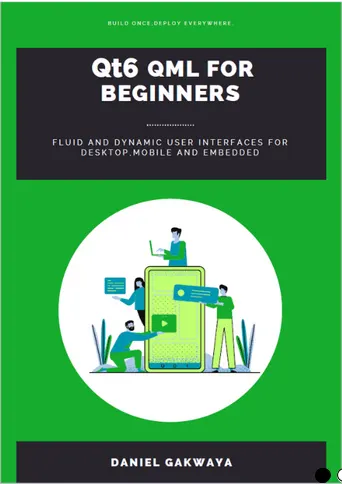 BUILD ONCE.DEPLOY EVERYWHERE.
Qt6 QML FOR
BEGINNERS
FLUID AND DYNAMIC USER INTERFACES FOR
DESKTOP,MOBILE AND EMBEDDED
DANIEL GAKWAYA